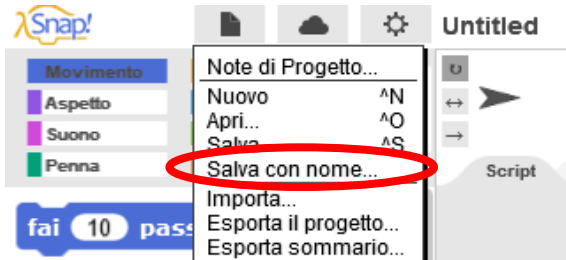 Snap!
Untitled
Movimento
Aspetto
Suono
Penna
Note di Progetto...
Nuovo ^N
Apri... ^O
Salva ^S
Salva con nome...
Importa...
Esporta il progetto...
Esporta sommario...
Script
fai 10 pass